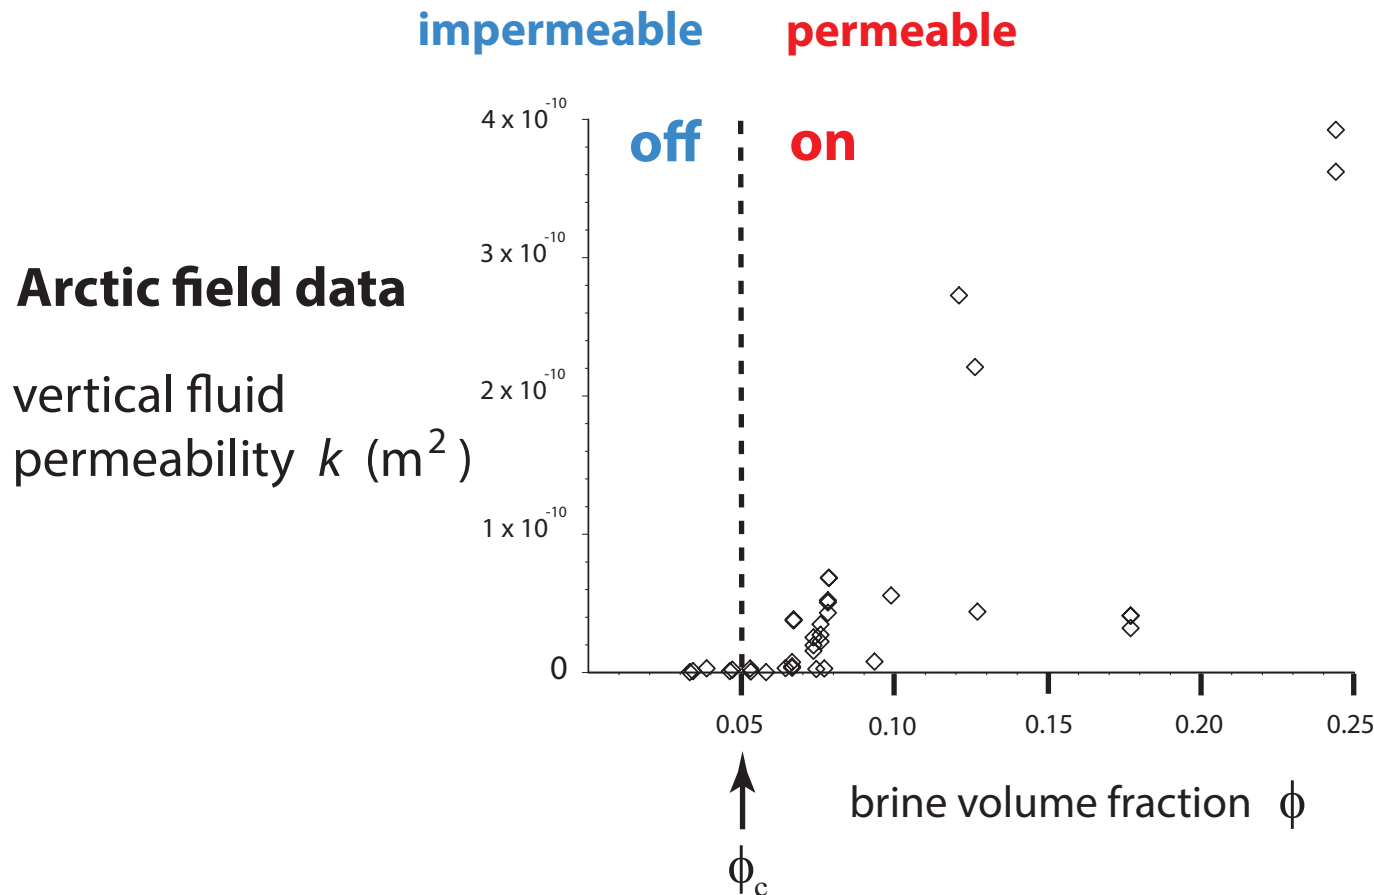 impermeable permeable
off on
4 x 10⁻¹⁰
3 x 10⁻¹⁰
2 x 10⁻¹⁰
1 x 10⁻¹⁰
0
Arctic field data
vertical fluid
permeability k (m²)
0.05 0.10 0.15 0.20 0.25
brine volume fraction ϕ
ϕc